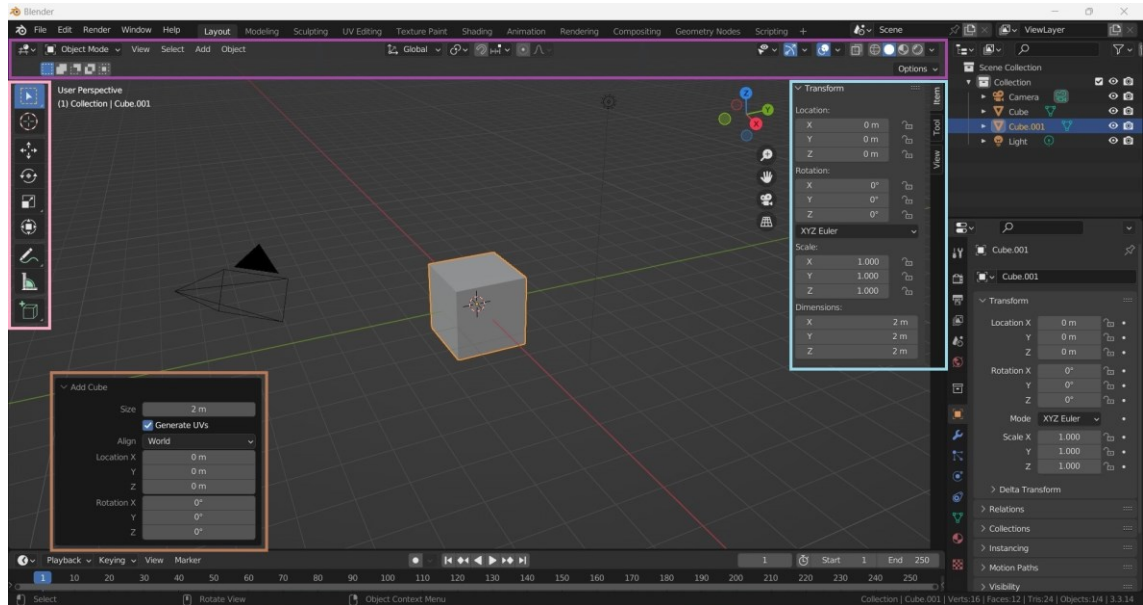 Blender
File Edit Render Window Help Layout Modeling Sculpting UV Editing Texture Paint Shading Animation Rendering Compositing Geometry Nodes Scripting + Scene ViewLayer
Object Mode View Select Add Object Global
Options
User Perspective
(1) Collection | Cube.001
Z
Y
X
Transform
Location:
X 0 m
Y 0 m
Z 0 m
Rotation:
X 0°
Y 0°
Z 0°
XYZ Euler
Scale:
X 1.000
Y 1.000
Z 1.000
Dimensions:
X 2 m
Y 2 m
Z 2 m
Item
Tool
View
Scene Collection
Collection
Camera
Cube
Cube.001
Light
Cube.001
Cube.001
Transform
Location X 0 m
Y 0 m
Z 0 m
Rotation X 0°
Y 0°
Z 0°
Mode XYZ Euler
Scale X 1.000
Y 1.000
Z 1.000
Delta Transform
Relations
Collections
Instancing
Motion Paths
Visibility
Add Cube
Size 2 m
Generate UVs
Align World
Location X 0 m
Y 0 m
Z 0 m
Rotation X 0°
Y 0°
Z 0°
Playback Keying View Marker 1 Start 1 End 250
1 10 20 30 40 50 60 70 80 90 100 110 120 130 140 150 160 170 180 190 200 210 220 230 240 250
Select Rotate View Object Context Menu Collection | Cube.001 | Verts:16 | Faces:12 | Tris:24 | Objects:1/4 | 3.3.14